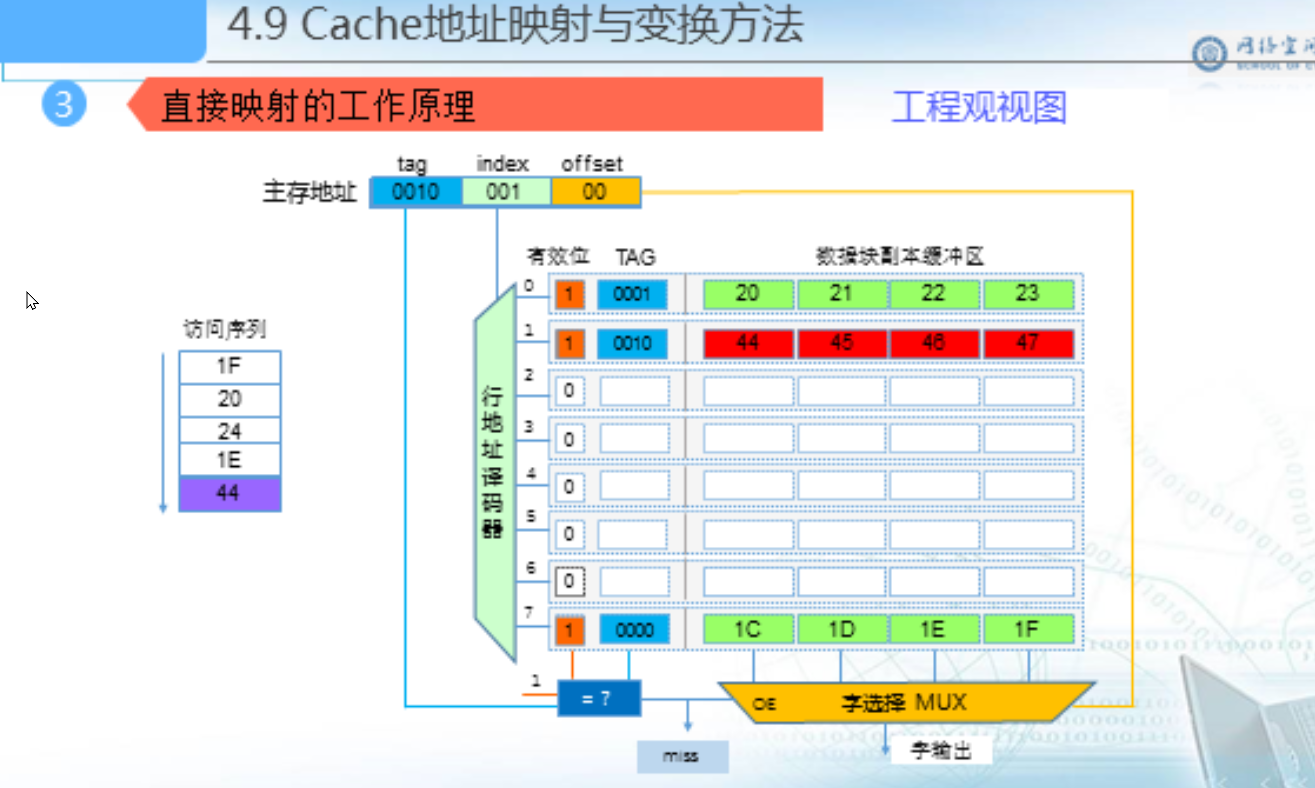 4.9 Cache地址映射与变换方法
3
直接映射的工作原理
工程观视图
tag index offset
主存地址 0010 001 00
有效位 TAG 数据块副本缓冲区
0 1 0001 20 21 22 23
1 1 0010 44 45 46 47
2 0
3 0
4 0
5 0
6 0
7 1 0000 1C 1D 1E 1F
行地址译码器
访问序列
1F
20
24
1E
44
1
= ?
OE 字选择 MUX
miss
字输出